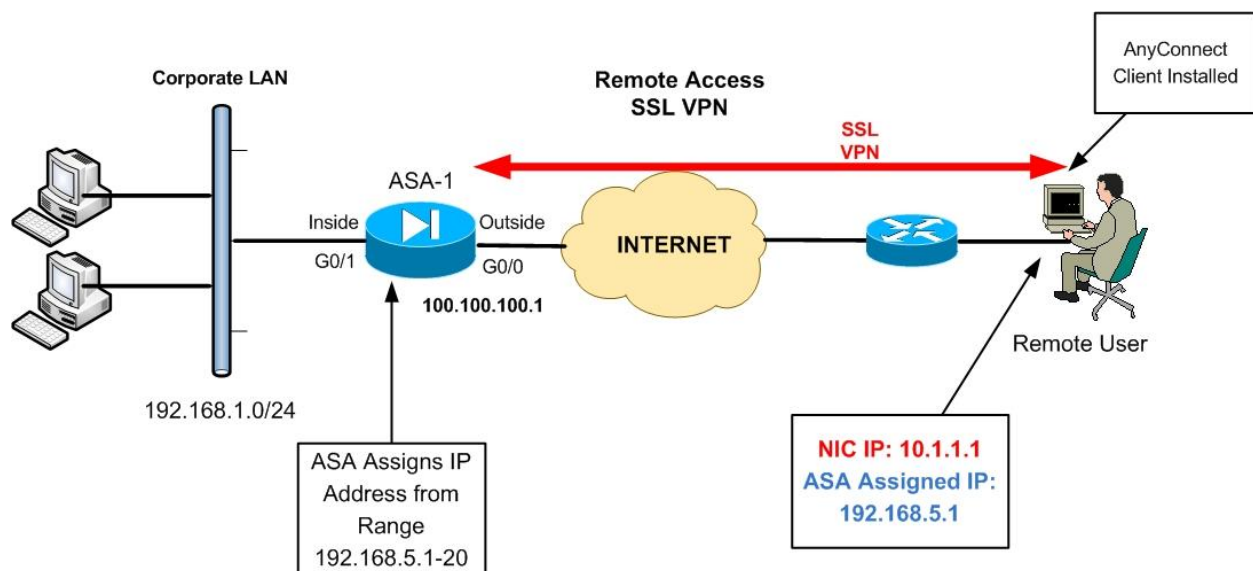 AnyConnect
Client Installed
Corporate LAN
Remote Access
SSL VPN
SSL
VPN
ASA-1
Inside
Outside
INTERNET
G0/1
G0/0
100.100.100.1
Remote User
192.168.1.0/24
ASA Assigns IP
Address from
Range
192.168.5.1-20
NIC IP: 10.1.1.1
ASA Assigned IP:
192.168.5.1